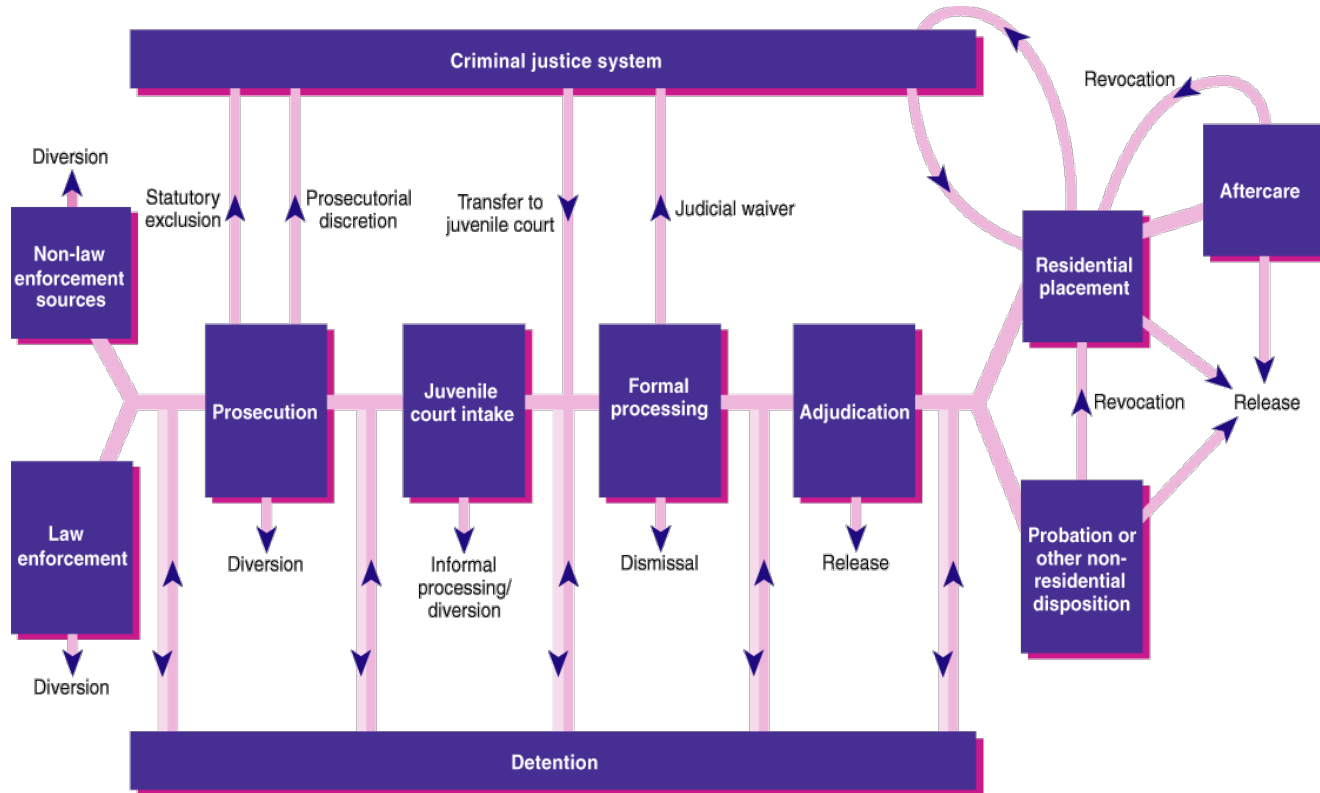 Criminal justice system
Revocation
Diversion
Aftercare
Statutory
exclusion
Prosecutorial
discretion
Transfer to
juvenile court
Judicial waiver
Non-law
enforcement
sources
Residential
placement
Prosecution
Juvenile
court intake
Formal
processing
Adjudication
Revocation
Release
Law
enforcement
Diversion
Informal
processing/
diversion
Dismissal
Release
Probation or
other non-
residential
disposition
Diversion
Detention